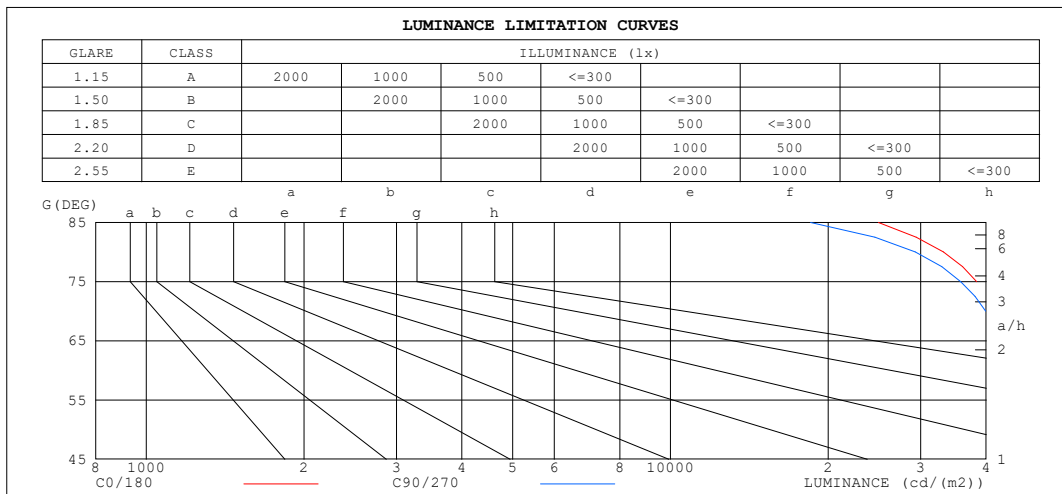 LUMINANCE LIMITATION CURVES
GLARE CLASS ILLUMINANCE (lx)
1.15 A 2000 1000 500 <=300
1.50 B 2000 1000 500 <=300
1.85 C 2000 1000 500 <=300
2.20 D 2000 1000 500 <=300
2.55 E 2000 1000 500 <=300
a b c d e f g h
G(DEG)
a b c d e f g h
85
8
6
75
4
3
a/h
65
2
55
45
1
8 1000 2 3 4 5 6 8 10000 2 3 4
C0/180 C90/270 LUMINANCE (cd/(m2))